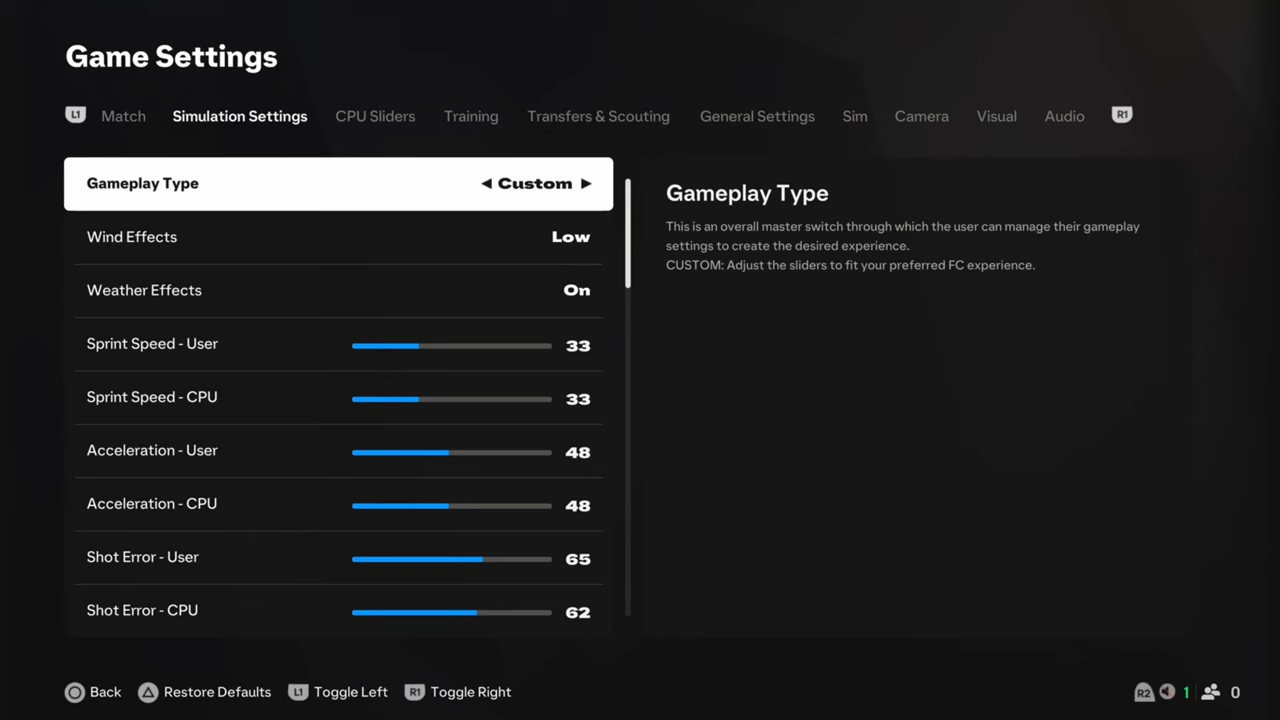 Game Settings
L1 Match Simulation Settings CPU Sliders Training Transfers & Scouting General Settings Sim Camera Visual Audio R1
Gameplay Type Custom
Wind Effects Low
Weather Effects On
Sprint Speed - User 33
Sprint Speed - CPU 33
Acceleration - User 48
Acceleration - CPU 48
Shot Error - User 65
Shot Error - CPU 62
Gameplay Type
This is an overall master switch through which the user can manage their gameplay
settings to create the desired experience.
CUSTOM: Adjust the sliders to fit your preferred FC experience.
Back Restore Defaults L1 Toggle Left R1 Toggle Right
R2 1 0